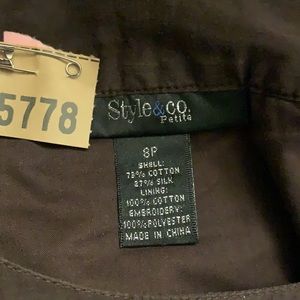 5778
Style&co.
Petite
8P
SHELL:
73% COTTON
27% SILK
LINING:
100% COTTON
EMBROIDERY:
100% POLYESTER
MADE IN CHINA